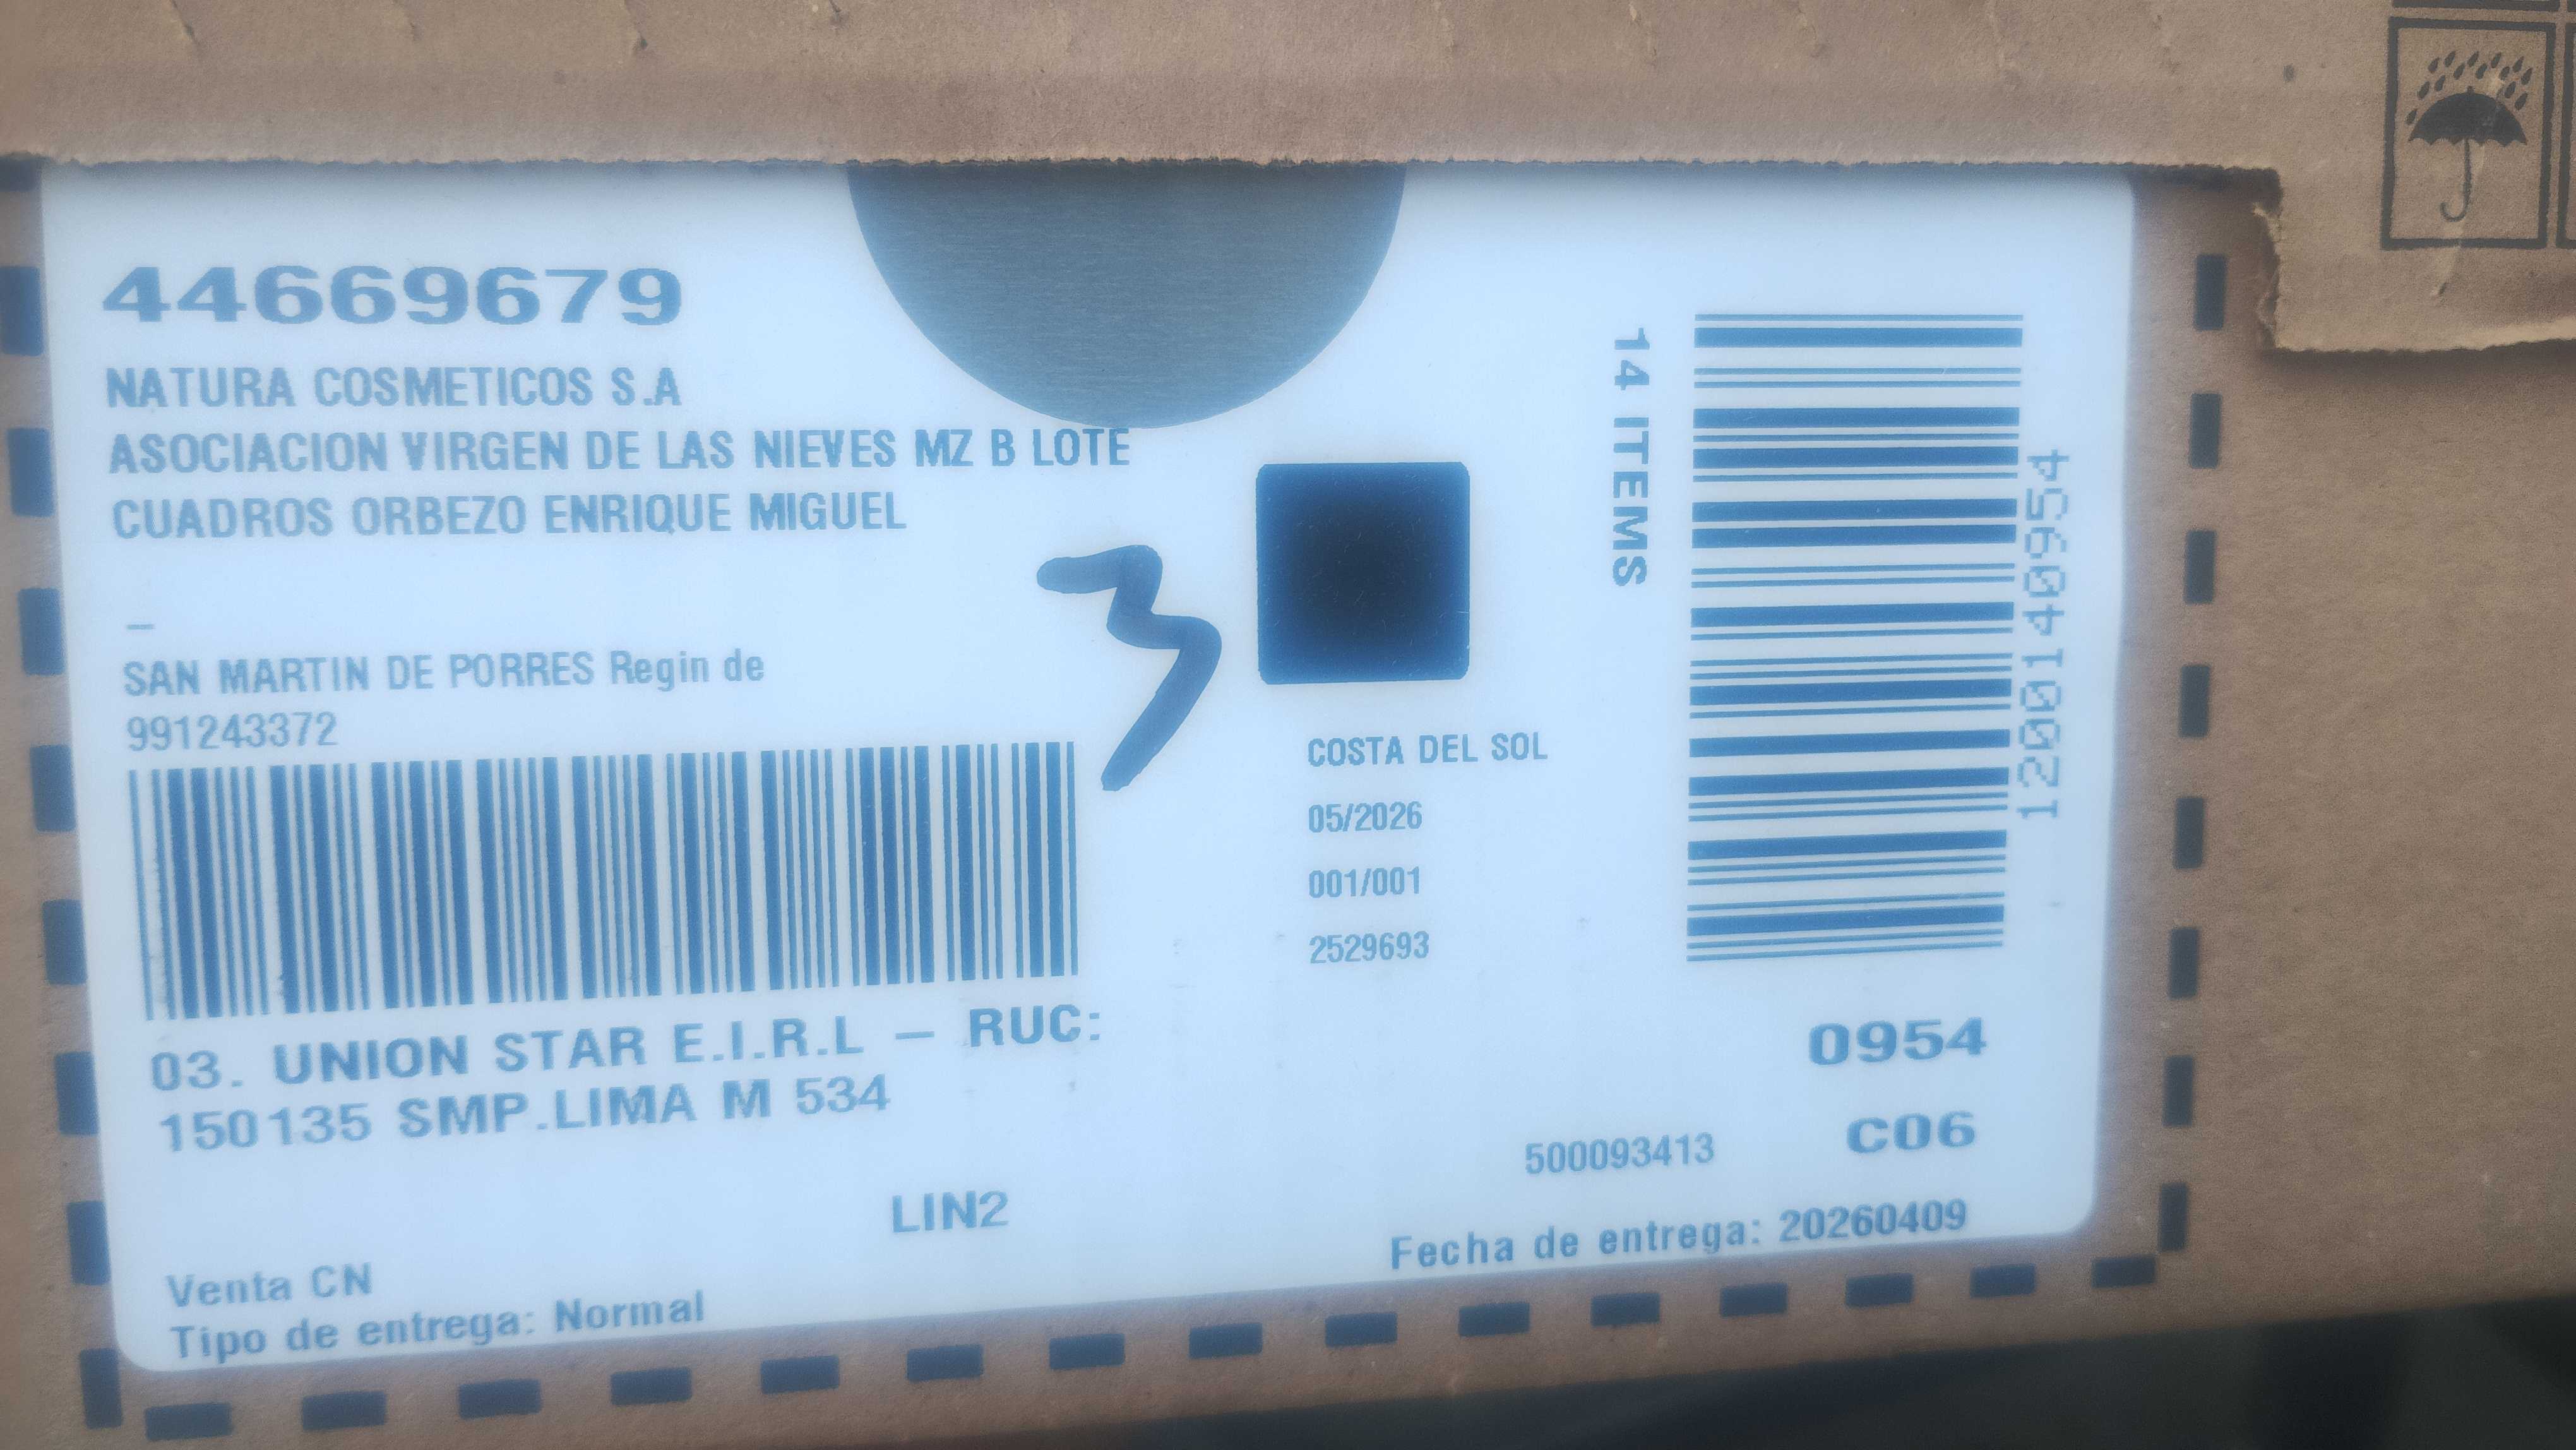 44669679
NATURA COSMETICOS S.A
ASOCIACION VIRGEN DE LAS NIEVES MZ B LOTE
CUADROS ORBEZO ENRIQUE MIGUEL
_
SAN MARTIN DE PORRES Regin de
991243372
3
03. UNION STAR E.I.R.L – RUC:
150135 SMP.LIMA M 534
LIN2
Venta CN
Tipo de entrega: Normal
COSTA DEL SOL
05/2026
001/001
2529693
14 ITEMS
1200140954
0954
500093413 C06
Fecha de entrega: 20260409